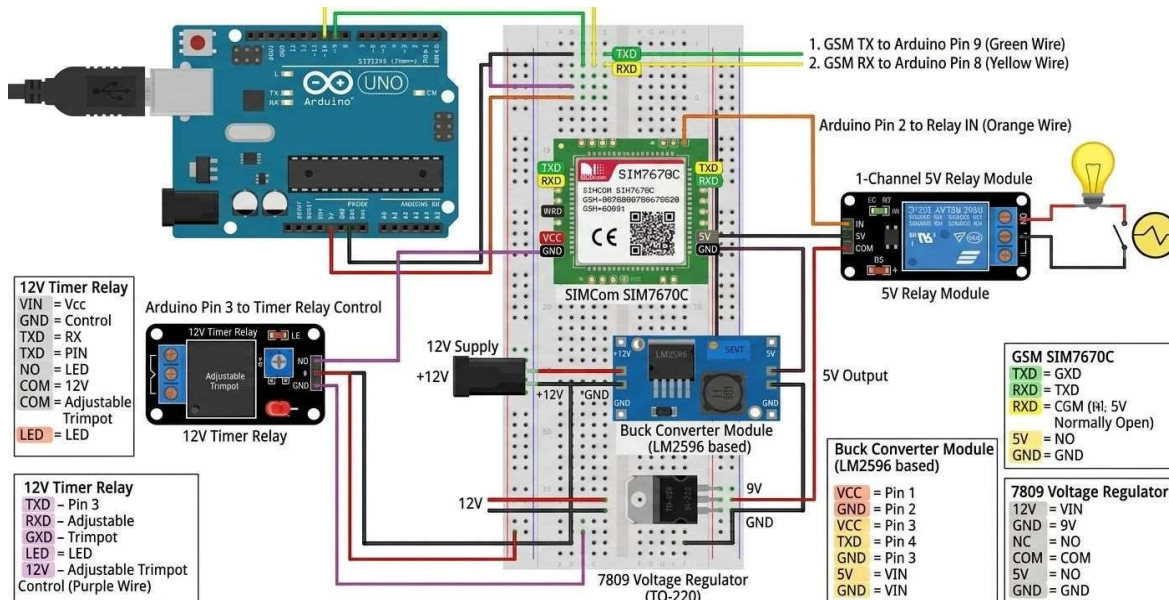 TX
RX
L
ON
Arduino
UNO
TXD
RXD
1. GSM TX to Arduino Pin 9 (Green Wire)
2. GSM RX to Arduino Pin 8 (Yellow Wire)
Arduino Pin 2 to Relay IN (Orange Wire)
1-Channel 5V Relay Module
IN
5V
COM
5V Relay Module
TXD
RXD
WRD
VCC
GND
SIM7670C
SIMCOM SIM7670C
CE
TXD
RXD
5V
GND
SIMCom SIM7670C
12V Timer Relay
VIN = Vcc
GND = Control
TXD = RX
TXD = PIN
NO = LED
COM = 12V
COM = Adjustable
Trimpot
LED = LED
Arduino Pin 3 to Timer Relay Control
12V Timer Relay
LE
Adjustable
Trimpot
12V Timer Relay
12V Supply
+12V
+12V
GND
+12V
GND
LM2596
5V
GND
5V Output
Buck Converter Module
(LM2596 based)
12V Timer Relay
TXD – Pin 3
RXD – Adjustable
GXD – Trimpot
LED = LED
12V – Adjustable Trimpot
Control (Purple Wire)
12V
9V
GND
7809 Voltage Regulator
(TO-220)
Buck Converter Module
(LM2596 based)
VCC = Pin 1
GND = Pin 2
VCC = Pin 3
TXD = Pin 4
GND = Pin 3
5V = VIN
GND = VIN
GSM SIM7670C
TXD = GXD
RXD = TXD
RXD = CGM 5V
Normally Open)
5V = NO
GND = GND
7809 Voltage Regulator
12V = VIN
GND = 9V
NC = NO
COM = COM
5V = NO
GND = GND